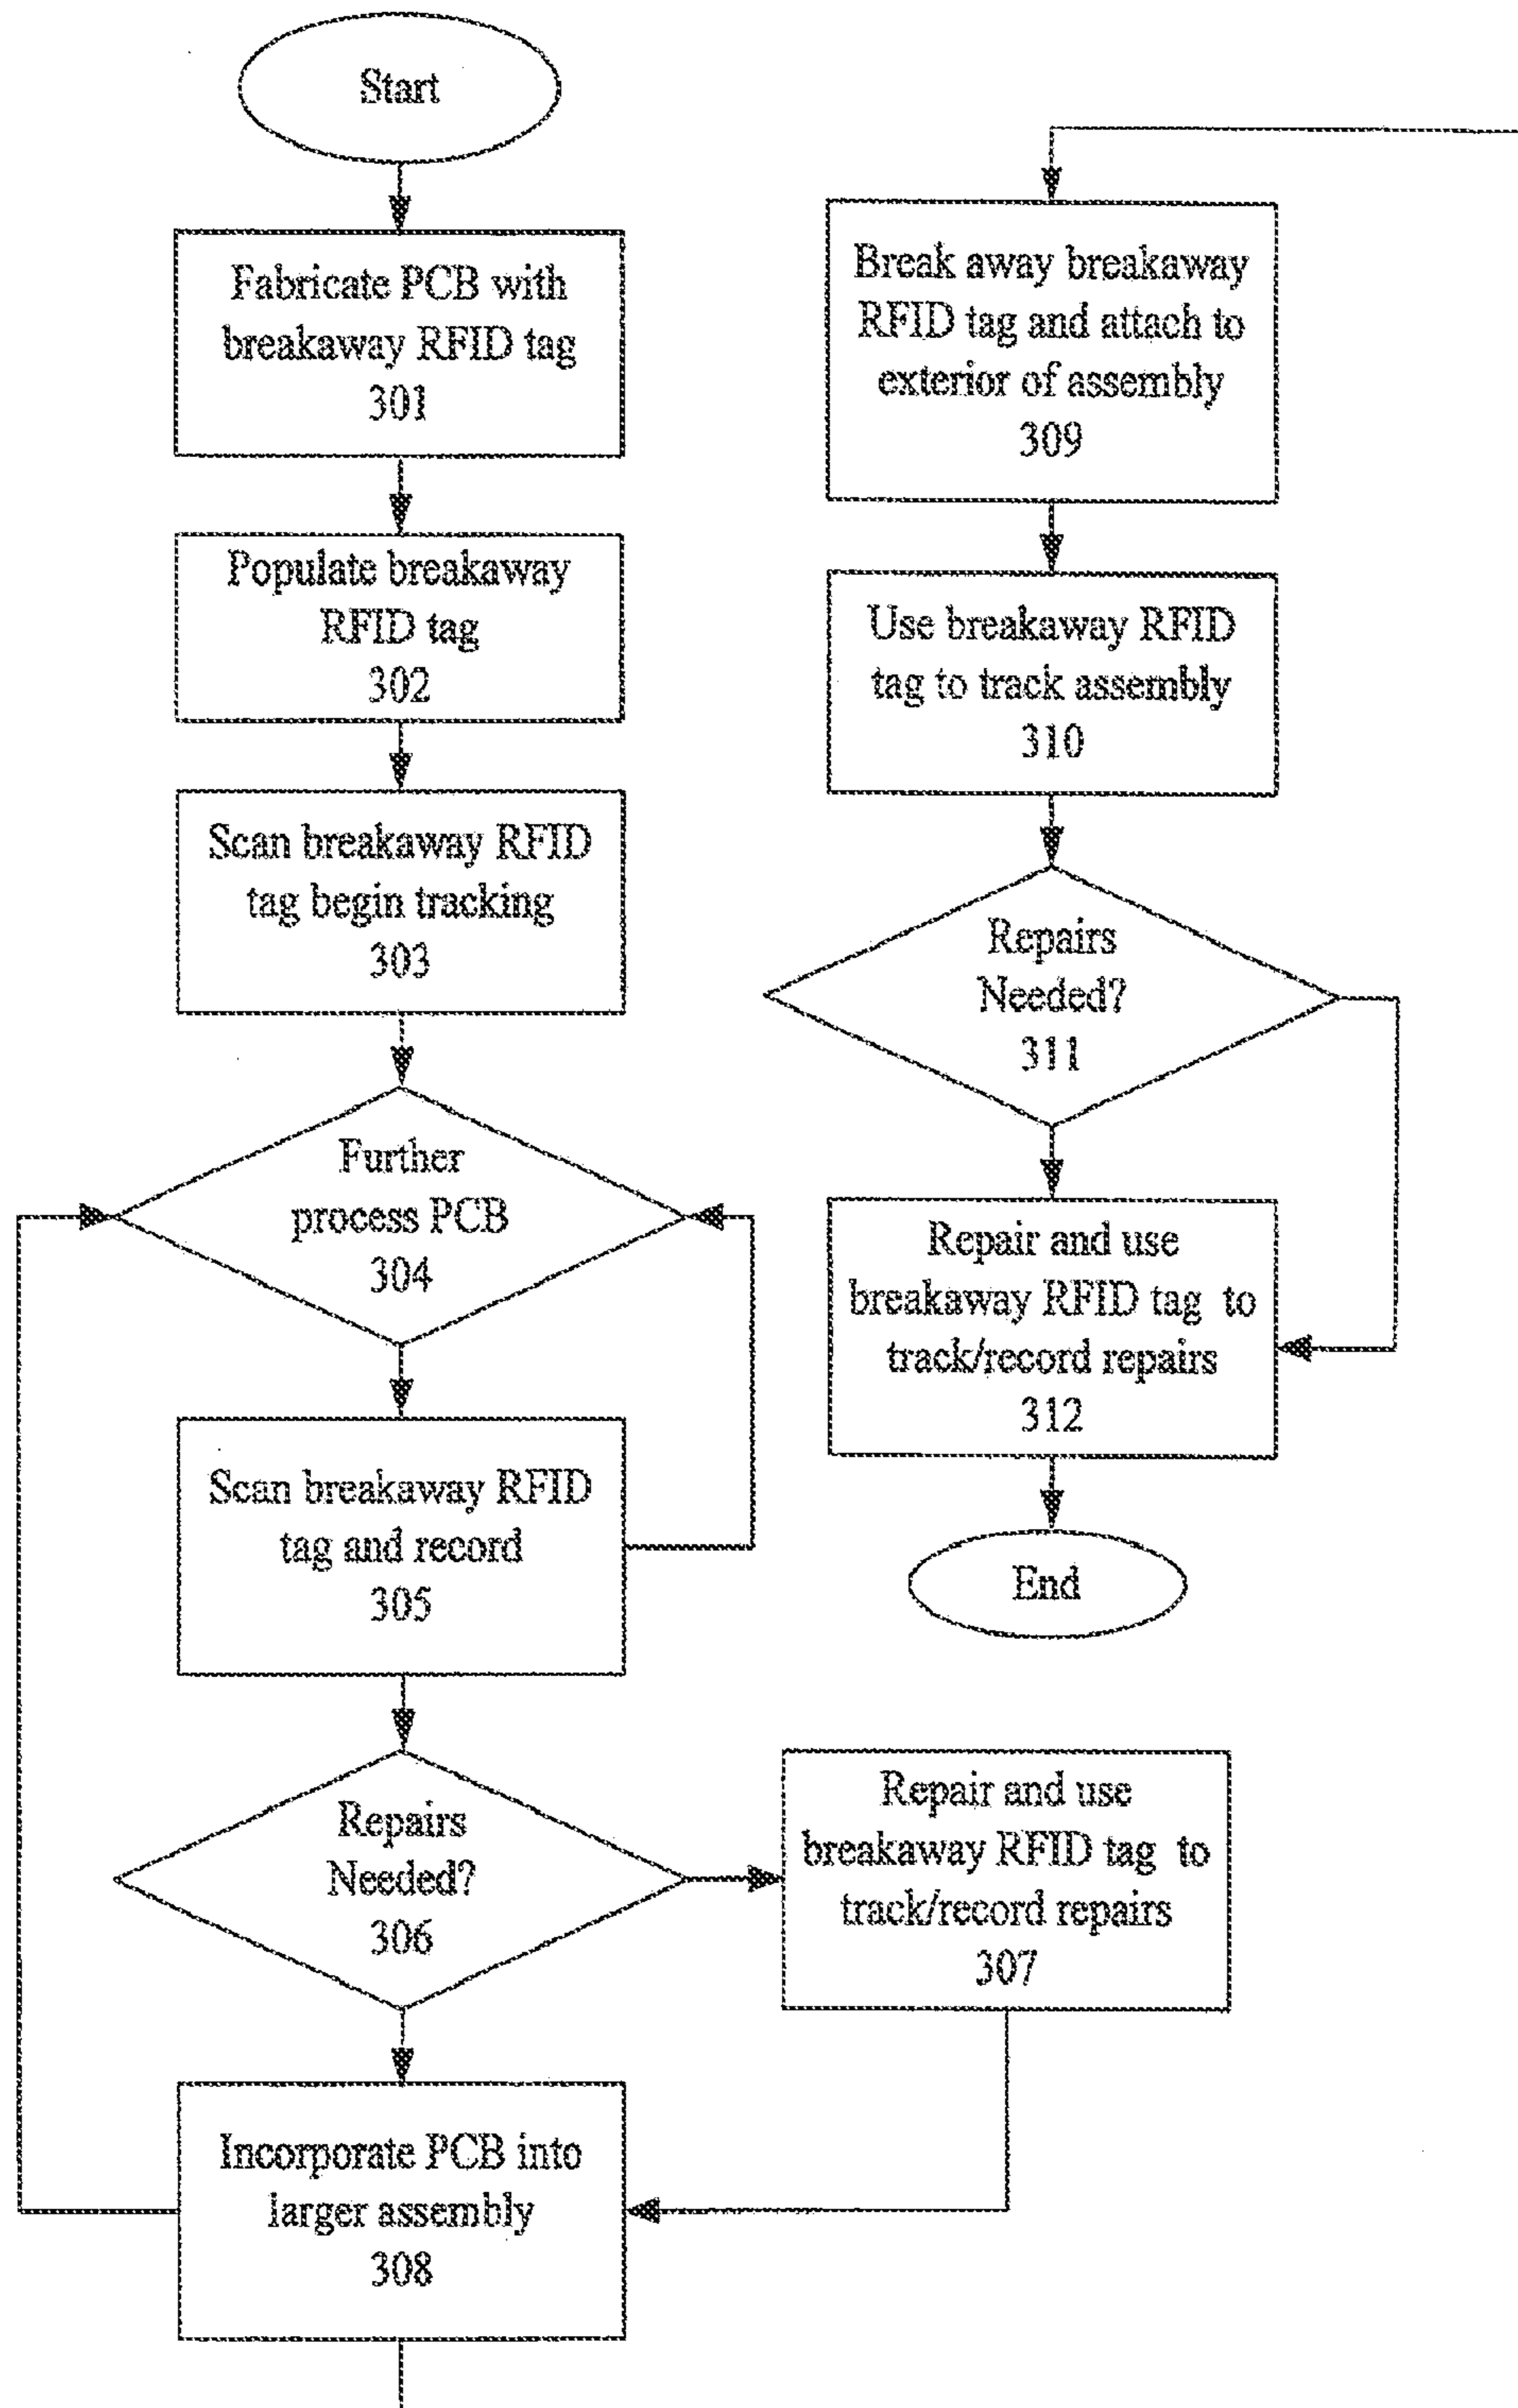 Start
Fabricate PCB with
breakaway RFID tag
301
Populate breakaway
RFID tag
302
Scan breakaway RFID
tag begin tracking
303
Further
process PCB
304
Scan breakaway RFID
tag and record
305
Repairs
Needed?
306
Repair and use
breakaway RFID tag to
track/record repairs
307
Incorporate PCB into
larger assembly
308
Break away breakaway
RFID tag and attach to
exterior of assembly
309
Use breakaway RFID
tag to track assembly
310
Repairs
Needed?
311
Repair and use
breakaway RFID tag to
track/record repairs
312
End